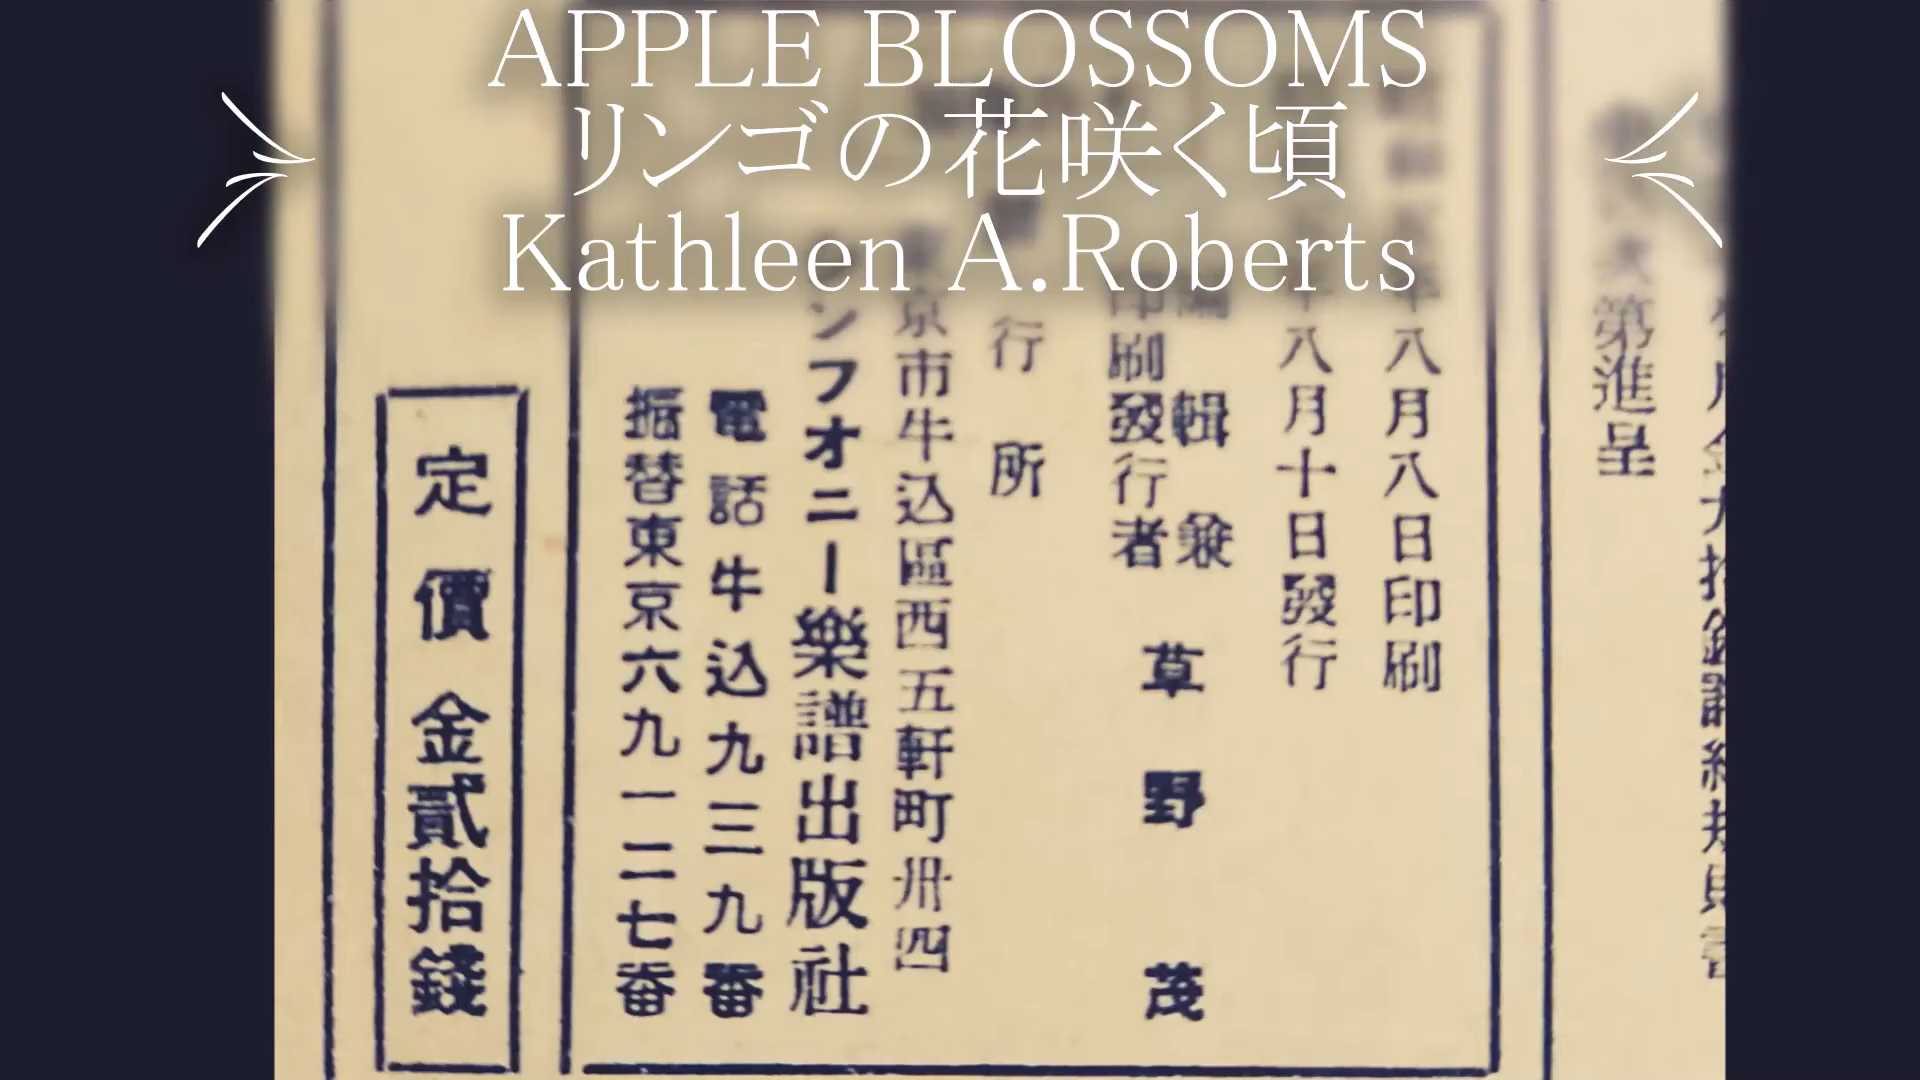 APPLE BLOSSOMS
リンゴの花咲く頃
Kathleen A.Roberts
次第進呈
八月八日印刷
年八月十日發行
編輯兼
印刷發行者
草野茂
行所
京市牛込區西五軒町卅四
ンフオニー樂譜出版社
電話牛込九三九番
振替東京六九一二七番
定價金貳拾錢